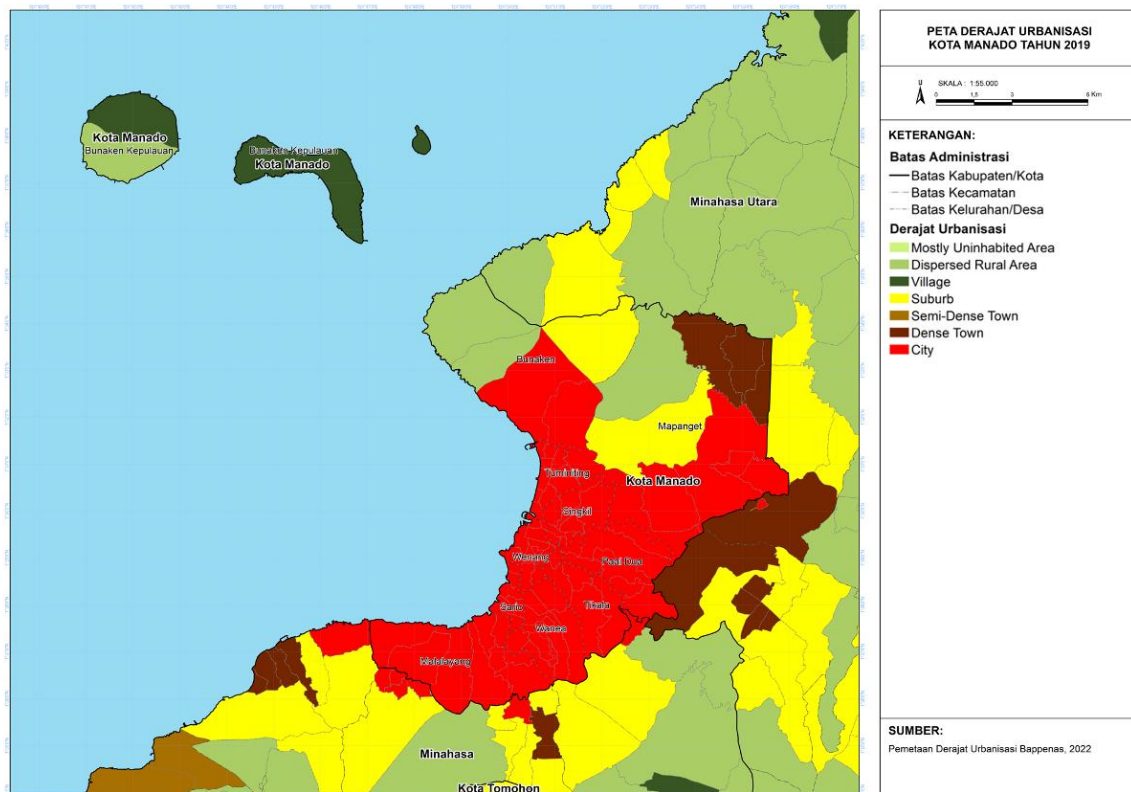 PETA DERAJAT URBANISASI
KOTA MANADO TAHUN 2019
U
SKALA : 1:55.000
0 1,5 3 6 Km
KETERANGAN:
Batas Administrasi
Batas Kabupaten/Kota
Batas Kecamatan
Batas Kelurahan/Desa
Derajat Urbanisasi
Mostly Uninhabited Area
Dispersed Rural Area
Village
Suburb
Semi-Dense Town
Dense Town
City
SUMBER:
Pemetaan Derajat Urbanisasi Bappenas, 2022
Kota Manado
Bunaken Kepulauan
Bunaken Kepulauan
Kota Manado
Minahasa Utara
Bunaken
Mapanget
Tuminiting
Kota Manado
Singkil
Wenang
Paal Dua
Sario
Tikala
Wanea
Malalayang
Minahasa
Kota Tomohon